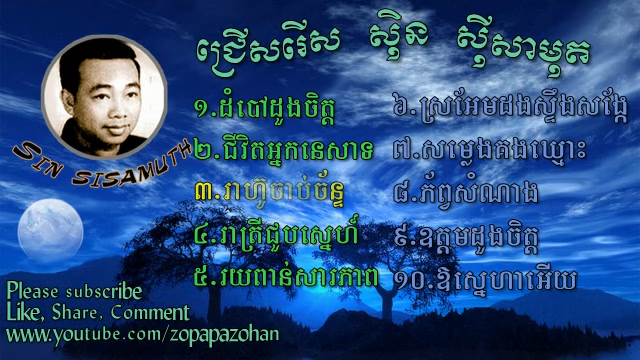 ជ្រើសរើស ស៊ិន ស៊ីសាមុត
SIN SISAMUTH
១.ដំបៅដួងចិត្ត
២.ជីវិតអ្នកនេសាទ
៣.រាហ៊ូចាប់ច័ន្ទ
៤.រាត្រីជួបស្នេហ៍
៥.រយពាន់សារភាព
៦.ស្រអែមដងស្ទឹងសង្កែ
៧.សម្លេងគងឈ្មោះ
៨.ភ័ព្វសំណាង
៩.ឧត្តមដួងចិត្ត
១០.ឱស្នេហាអើយ
Please subscribe
Like, Share, Comment
www.youtube.com/zopapazohan